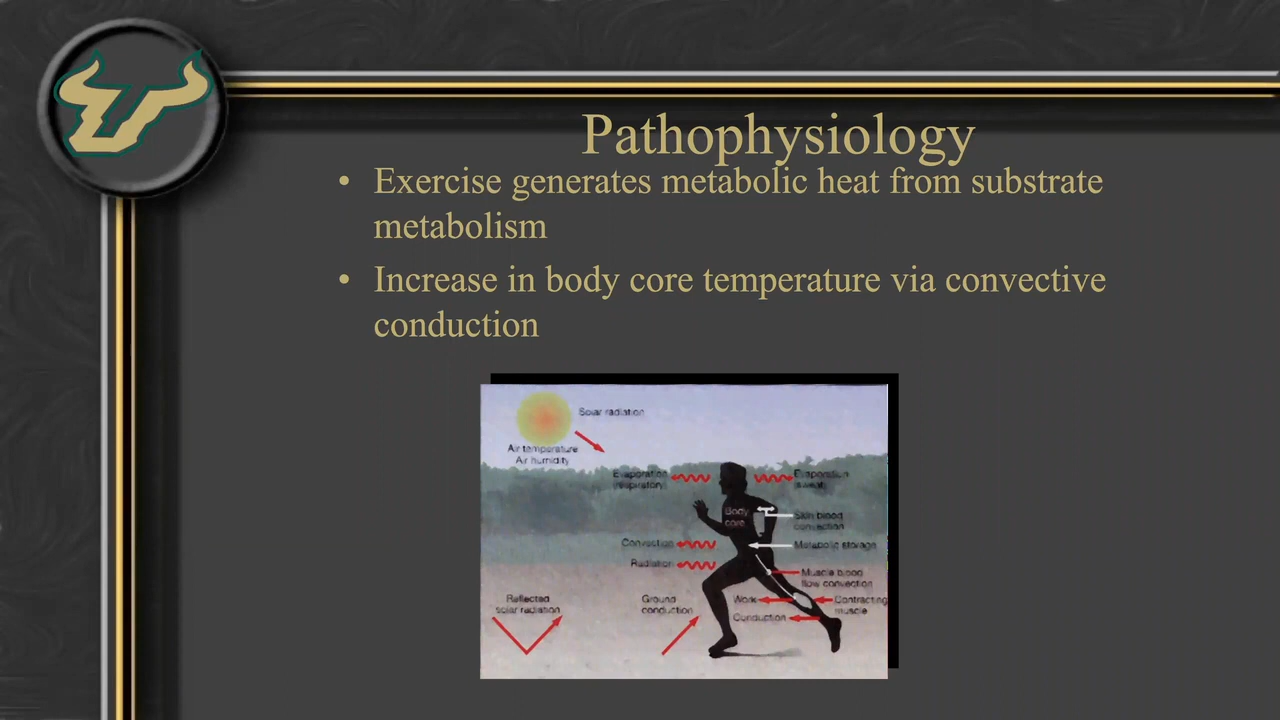 Pathophysiology
• Exercise generates metabolic heat from substrate
metabolism
• Increase in body core temperature via convective
conduction
Solar radiation
Air temperature
Air humidity
Evaporation
(respiratory)
Evaporation
(sweat)
Body
core
Skin blood
convection
Convection
Metabolic storage
Radiation
Muscle blood
flow convection
Reflected
solar radiation
Ground
conduction
Work
Contracting
muscle
Conduction